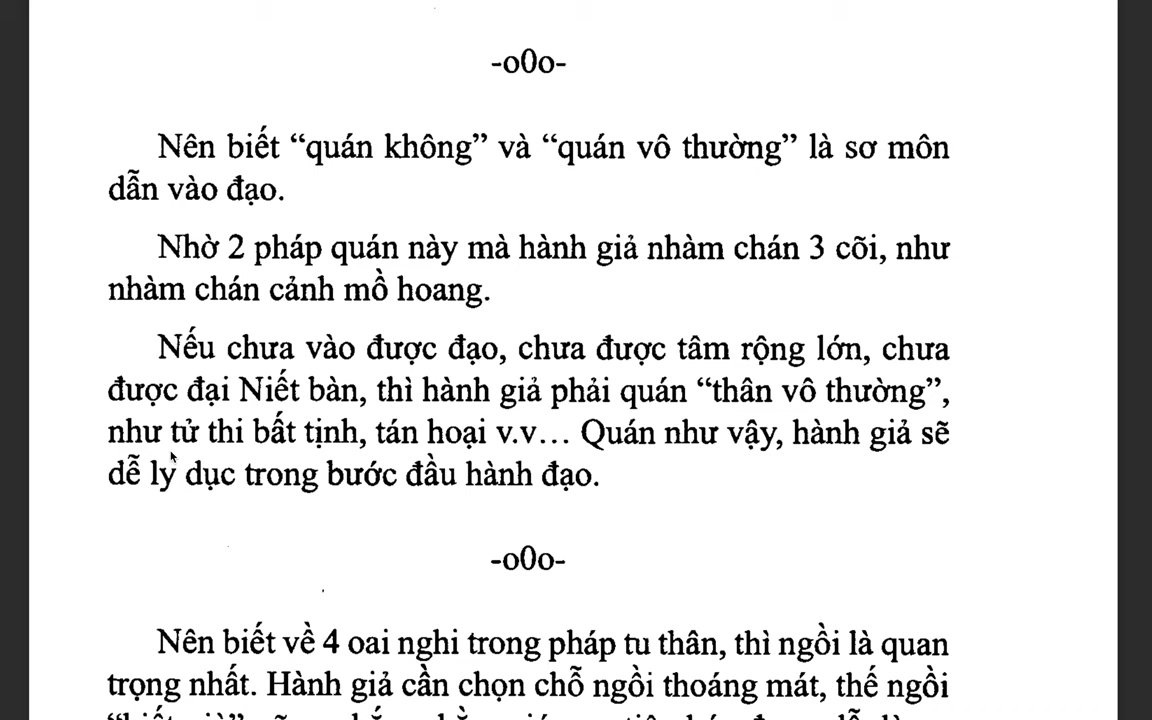 -o0o-
Nên biết “quán không” và “quán vô thường” là sơ môn
dẫn vào đạo.
Nhờ 2 pháp quán này mà hành giả nhàm chán 3 cõi, như
nhàm chán cảnh mồ hoang.
Nếu chưa vào được đạo, chưa được tâm rộng lớn, chưa
được đại Niết bàn, thì hành giả phải quán “thân vô thường”,
như tử thi bất tịnh, tán hoại v.v… Quán như vậy, hành giả sẽ
dễ ly dục trong bước đầu hành đạo.
-o0o-
Nên biết về 4 oai nghi trong pháp tu thân, thì ngồi là quan
trọng nhất. Hành giả cần chọn chỗ ngồi thoáng mát, thế ngồi